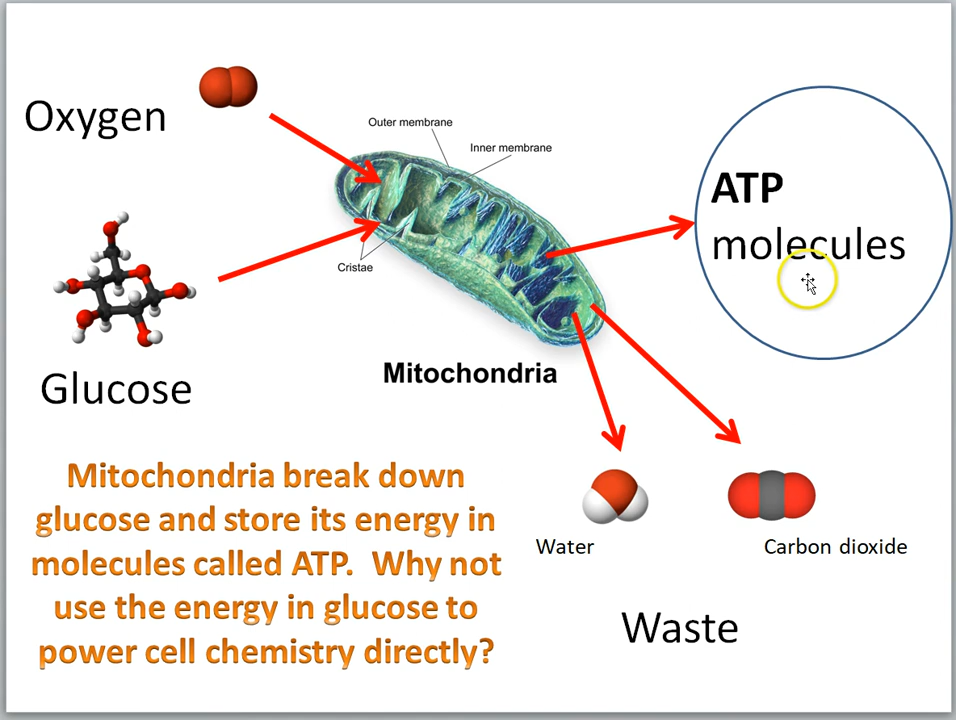 Oxygen
Outer membrane
Inner membrane
ATP
molecules
Cristae
Glucose
Mitochondria
Mitochondria break down
glucose and store its energy in
molecules called ATP.  Why not
use the energy in glucose to
power cell chemistry directly?
Water
Carbon dioxide
Waste